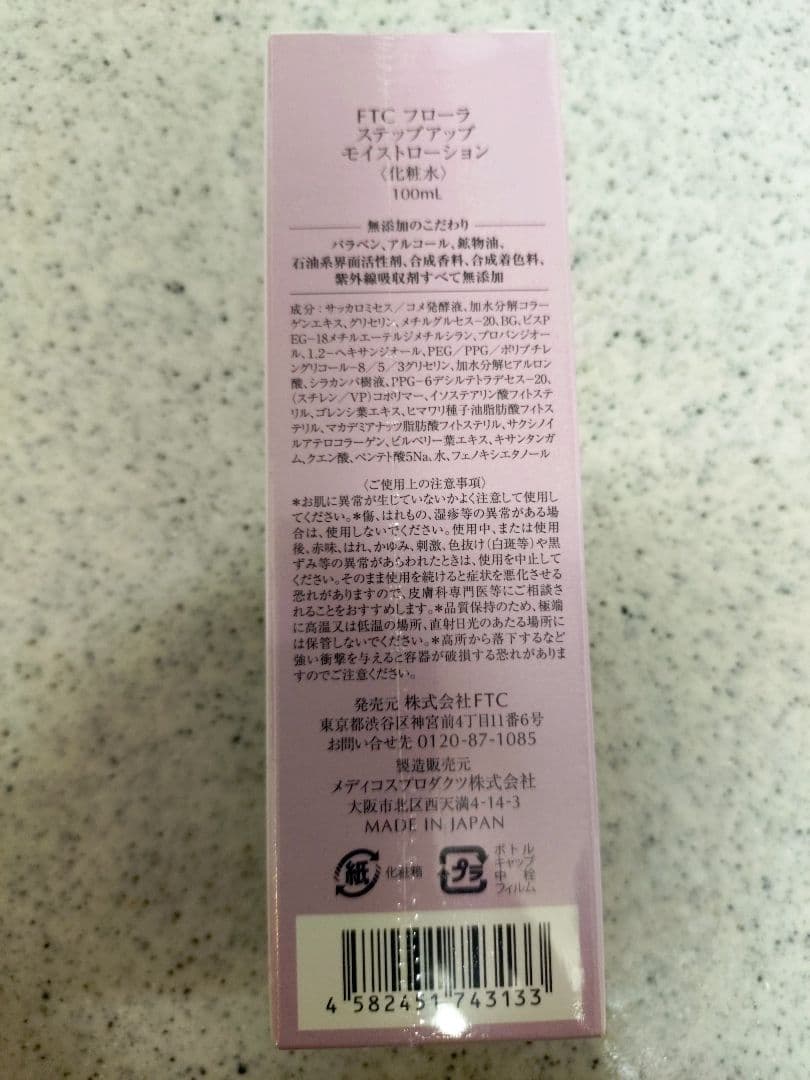 FTC フローラ
ステップアップ
モイストローション
〈化粧水〉
100mL
無添加のこだわり
パラベン、アルコール、鉱物油、
石油系界面活性剤、合成香料、合成着色料、
紫外線吸収剤すべて無添加
成分：サッカロミセス／コメ発酵液、加水分解コラー
ゲンエキス、グリセリン、メチルグルセス-20、BG、ビスP
EG-18メチルエーテルジメチルシラン、プロパンジオー
ル、1,2-ヘキサンジオール、PEG／PPG／ポリブチレ
ングリコール-8／5／3グリセリン、加水分解ヒアルロン
酸、シラカンバ樹液、PPG-6デシルテトラデセス-20、
（スチレン／VP）コポリマー、イソステアリン酸フィトステ
リル、ゴレンシ葉エキス、ヒマワリ種子油脂肪酸フィトス
テリル、マカデミアナッツ脂肪酸フィトステリル、サクシノイ
ルアテロコラーゲン、ビルベリー葉エキス、キサンタンガ
ム、クエン酸、ペンテト酸5Na、水、フェノキシエタノール
〈ご使用上の注意事項〉
*お肌に異常が生じていないかよく注意して使用し
てください。*傷、はれもの、湿疹等の異常がある場
合は、使用しないでください。使用中、または使用
後、赤味、はれ、かゆみ、刺激、色抜け（白斑等）や黒
ずみ等の異常があらわれたときは、使用を中止して
ください。そのまま使用を続けると症状を悪化させる
恐れがありますので、皮膚科専門医等にご相談さ
れることをおすすめします。*品質保持のため、極端
に高温又は低温の場所、直射日光のあたる場所に
は保管しないでください。*高所から落下するなど
強い衝撃を与えると容器が破損する恐れがありま
すのでご注意ください。
発売元 株式会社FTC
東京都渋谷区神宮前4丁目11番6号
お問い合せ先 0120-87-1085
製造販売元
メディコスプロダクツ株式会社
大阪市北区西天満4-14-3
MADE IN JAPAN
紙
化粧箱
プラ
ボトル
キャップ
中栓
フィルム
4 582451 743133